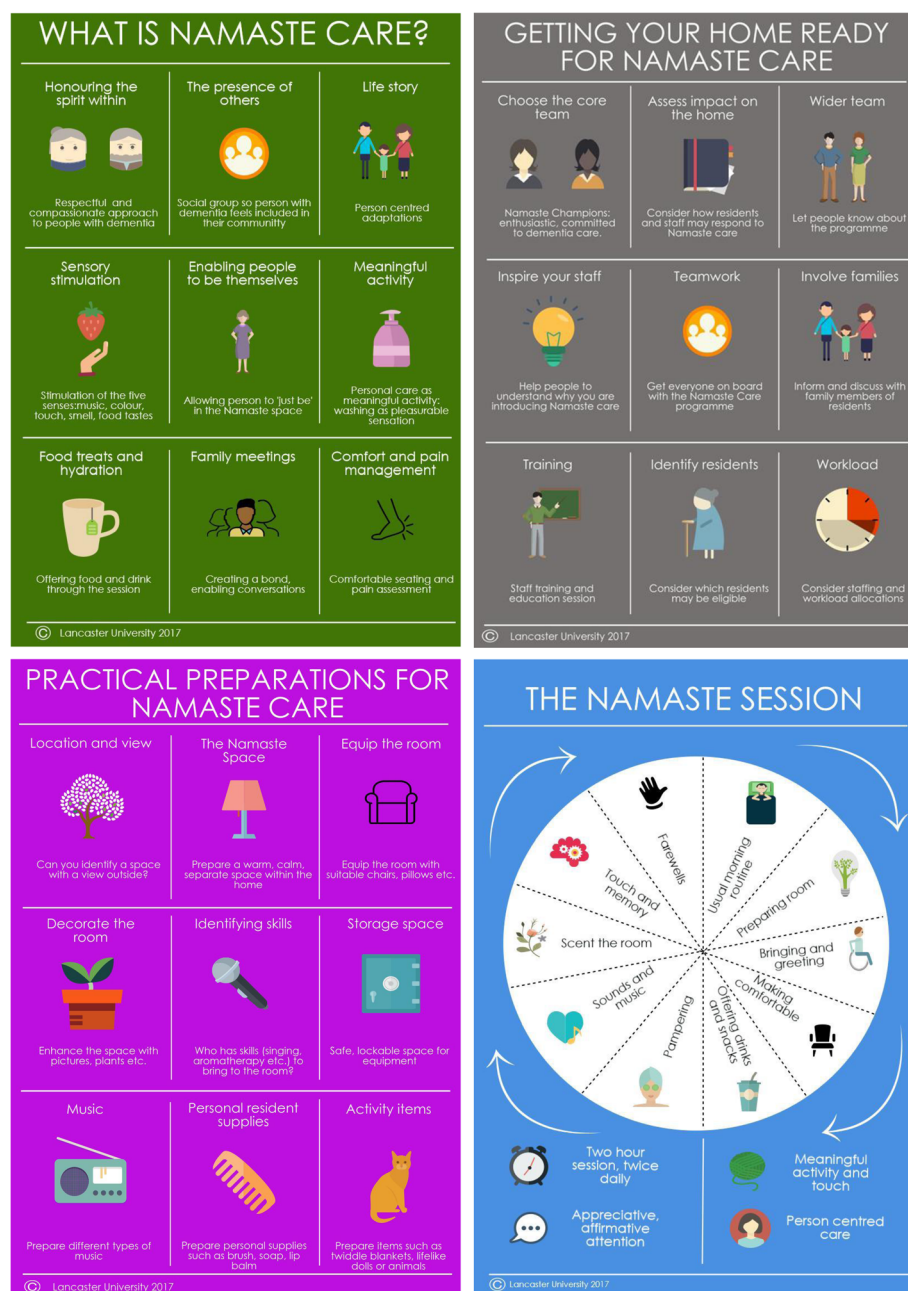 WHAT IS NAMASTE CARE?
Honouring the
spirit within
Respectful and
compassionate approach
to people with dementia
The presence of
others
Social group so person with
dementia feels included in
their communitty
Life story
Person centred
adaptations
Sensory
stimulation
Stimulation of the five
senses:music, colour,
touch, smell, food tastes
Enabling people
to be themselves
Allowing person to 'just be'
in the Namaste space
Meaningful
activity
Personal care as
meaningful activity:
washing as pleasurable
sensation
Food treats and
hydration
Offering food and drink
through the session
Family meetings
Creating a bond,
enabling conversations
Comfort and pain
management
Comfortable seating and
pain assessment
© Lancaster University 2017
GETTING YOUR HOME READY
FOR NAMASTE CARE
Choose the core
team
Namaste Champions:
enthusiastic, committed
to dementia care.
Assess impact on
the home
Consider how residents
and staff may respond to
Namaste care
Wider team
Let people know about
the programme
Inspire your staff
Help people to
understand why you are
introducing Namaste care
Teamwork
Get everyone on board
with the Namaste Care
programme
Involve families
Inform and discuss with
family members of
residents
Training
Staff training and
education session
Identify residents
Consider which residents
may be eligible
Workload
Consider staffing and
workload allocations
© Lancaster University 2017
PRACTICAL PREPARATIONS FOR
NAMASTE CARE
Location and view
Can you identify a space
with a view outside?
The Namaste
Space
Prepare a warm, calm,
separate space within the
home
Equip the room
Equip the room with
suitable chairs, pillows etc.
Decorate the
room
Enhance the space with
pictures, plants etc.
Identifying skills
Who has skills (singing,
aromatherapy etc.) to
bring to the room?
Storage space
Safe, lockable space for
equipment
Music
Prepare different types of
music
Personal resident
supplies
Prepare personal supplies
such as brush, soap, lip
balm
Activity items
Prepare items such as
twiddle blankets, lifelike
dolls or animals
© Lancaster University 2017
THE NAMASTE SESSION
Usual morning
routine
Preparing room
Bringing and
greeting
Making
comfortable
Offering drinks
and snacks
Pampering
Sounds and
music
Scent the room
Touch and
memory
Farewells
Two hour
session, twice
daily
Meaningful
activity and
touch
Appreciative,
affirmative
attention
Person centred
care
© Lancaster University 2017